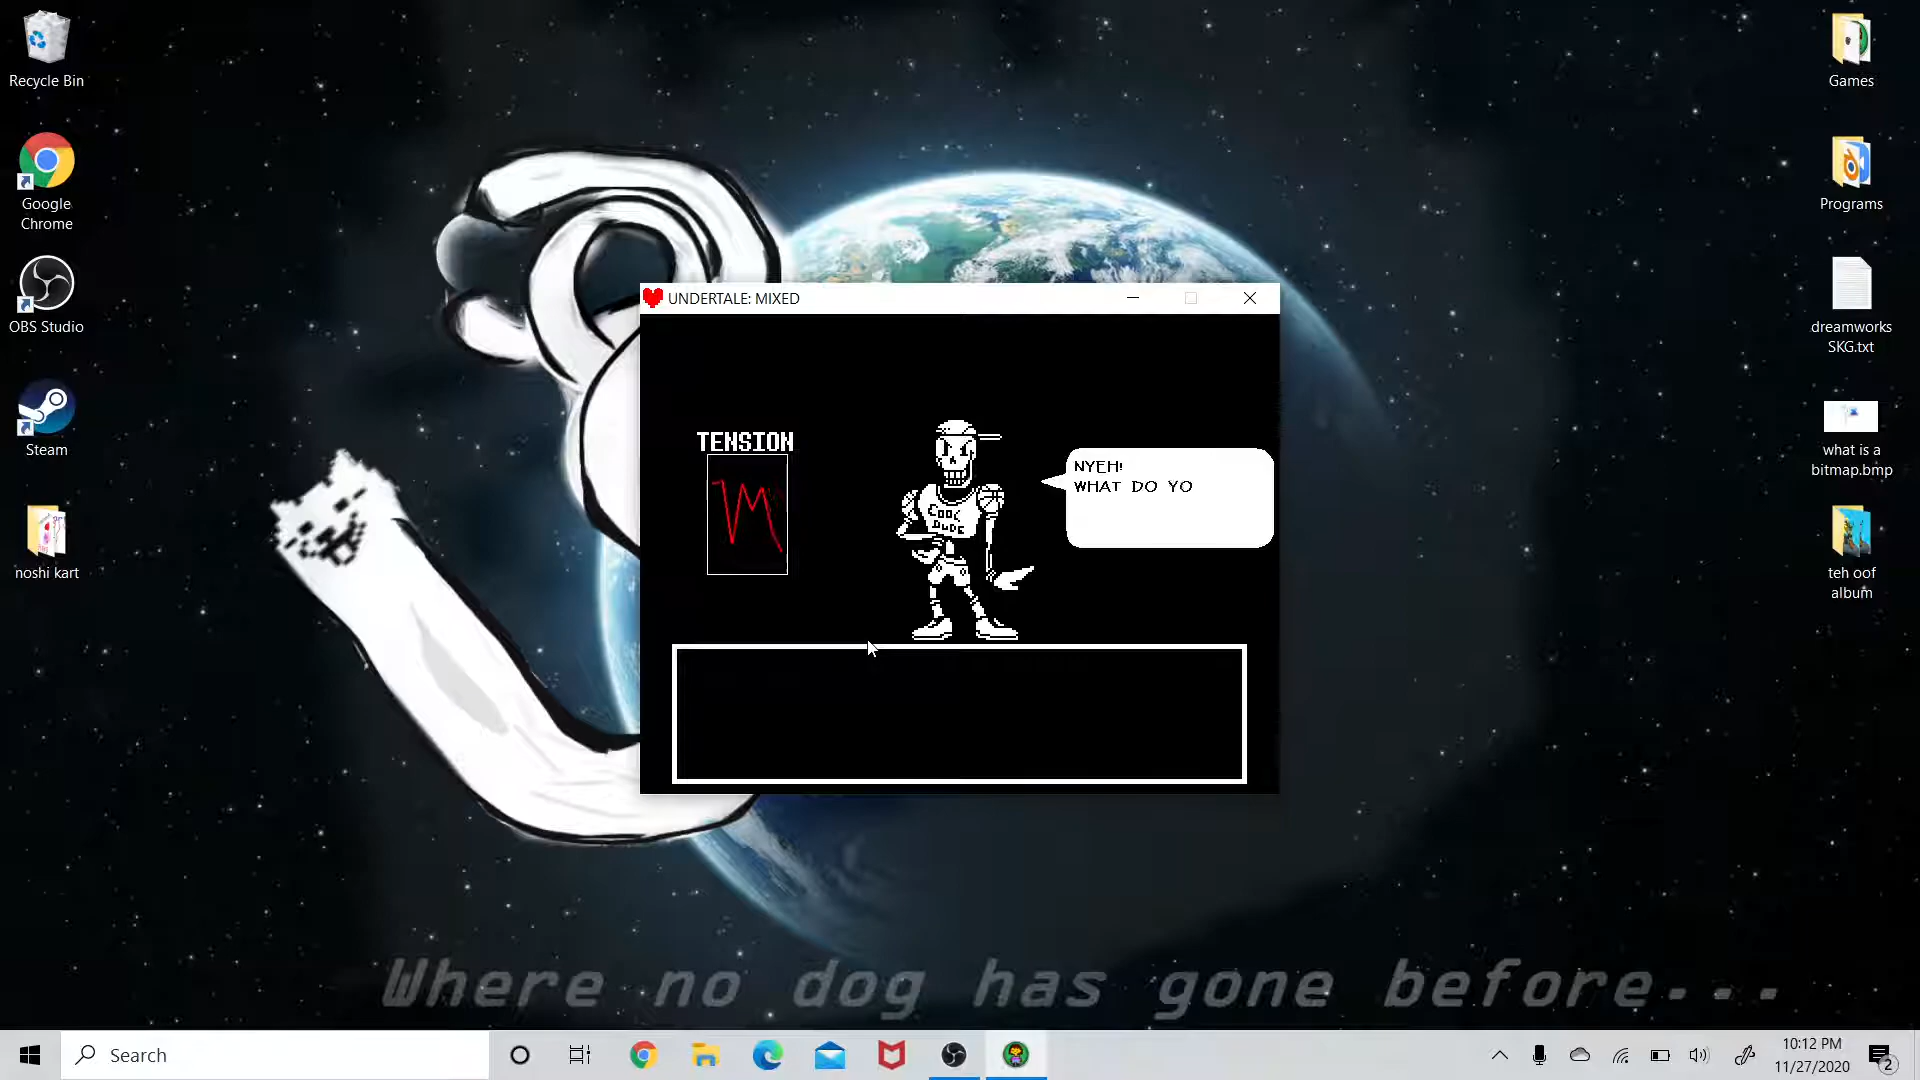 Recycle Bin
Google
Chrome
OBS Studio
Steam
noshi kart
Games
Programs
dreamworks
SKG.txt
what is a
bitmap.bmp
teh oof
album
UNDERTALE: MIXED
TENSION
COOL
DUDE
NYEH!
WHAT DO YO
Where no dog has gone before...
Search
10:12 PM
11/27/2020
2